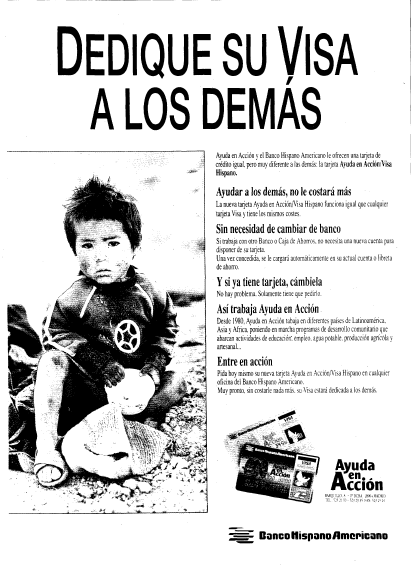 DEDIQUE SU VISA
A LOS DEMÁS
Ayuda en Acción y el Banco Hispano Americano le ofrecen una tarjeta de
crédito igual, pero muy diferente a las demás: la tarjeta Ayuda en Acción/Visa
Hispano.
Ayudar a los demás, no le costará más
La nueva tarjeta Ayuda en Acción/Visa Hispano funciona igual que cualquier
tarjeta Visa y tiene los mismos costes.
Sin necesidad de cambiar de banco
Si trabaja con otro Banco o Caja de Ahorros, no necesita una nueva cuenta para
disponer de su tarjeta.
Una vez concedida, se le cargará automáticamente en su actual cuenta o libreta
de ahorro.
Y si ya tiene tarjeta, cámbiela
No hay problema. Solamente tiene que pedirlo.
Así trabaja Ayuda en Acción
Desde 1980, Ayuda en Acción trabaja en diferentes países de Latinoamérica,
Asia y Africa, poniendo en marcha programas de desarrollo comunitario que
abarcan actividades de educación, empleo, agua potable, producción agrícola y
artesanal...
Entre en acción
Pida hoy mismo su nueva tarjeta Ayuda en Acción/Visa Hispano en cualquier
oficina del Banco Hispano Americano.
Muy pronto, sin costarle nada más, su Visa estará dedicada a los demás.
VISA
Banco Hispano Americano
Ayuda
en
Acción
Ayuda
en
Acción
Banco Hispano Americano